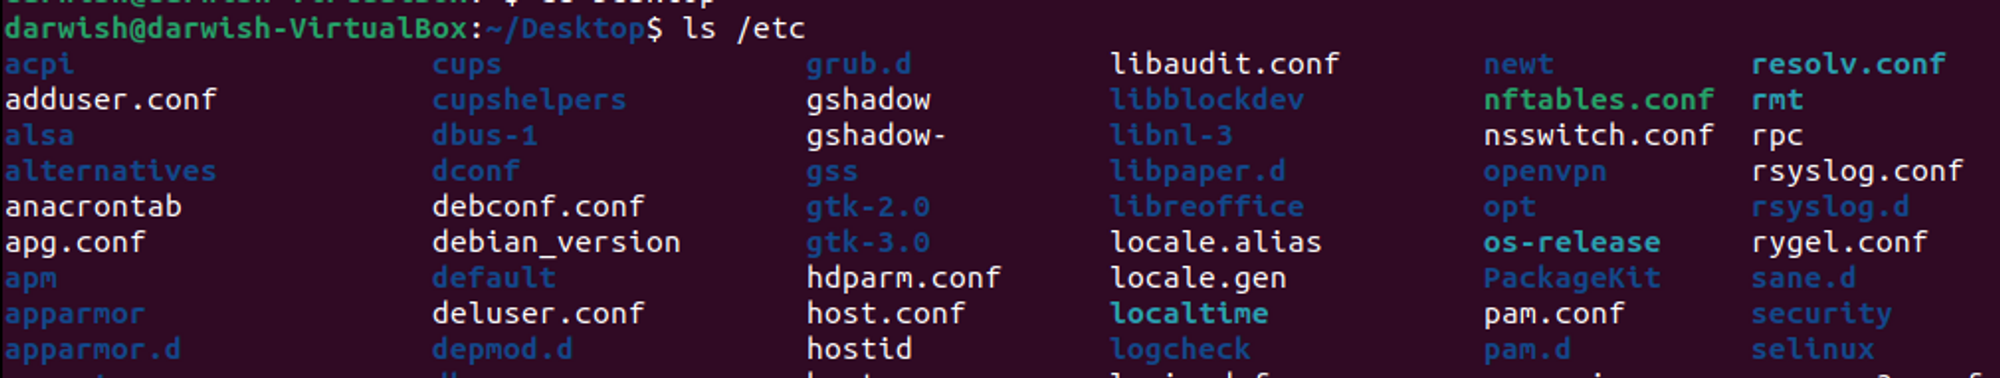 darwish@darwish-VirtualBox:~/Desktop$ ls /etc
acpi cups grub.d libaudit.conf newt resolv.conf
adduser.conf cupshelpers gshadow libblockdev nftables.conf rmt
alsa dbus-1 gshadow- libnl-3 nsswitch.conf rpc
alternatives dconf gss libpaper.d openvpn rsyslog.conf
anacrontab debconf.conf gtk-2.0 libreoffice opt rsyslog.d
apg.conf debian_version gtk-3.0 locale.alias os-release rygel.conf
apm default hdparm.conf locale.gen PackageKit sane.d
apparmor deluser.conf host.conf localtime pam.conf security
apparmor.d depmod.d hostid logcheck pam.d selinux